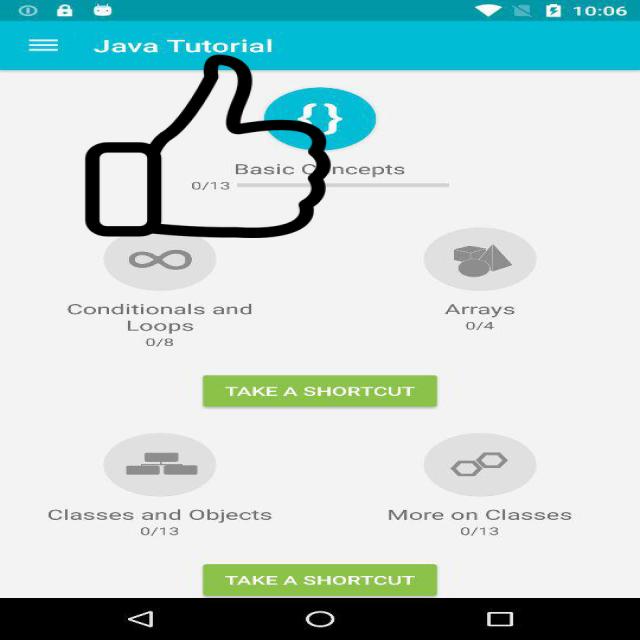 10:06
Java Tutorial
Basic Concepts
0/13
Conditionals and
Loops
0/8
Arrays
0/4
TAKE A SHORTCUT
Classes and Objects
0/13
More on Classes
0/13
TAKE A SHORTCUT